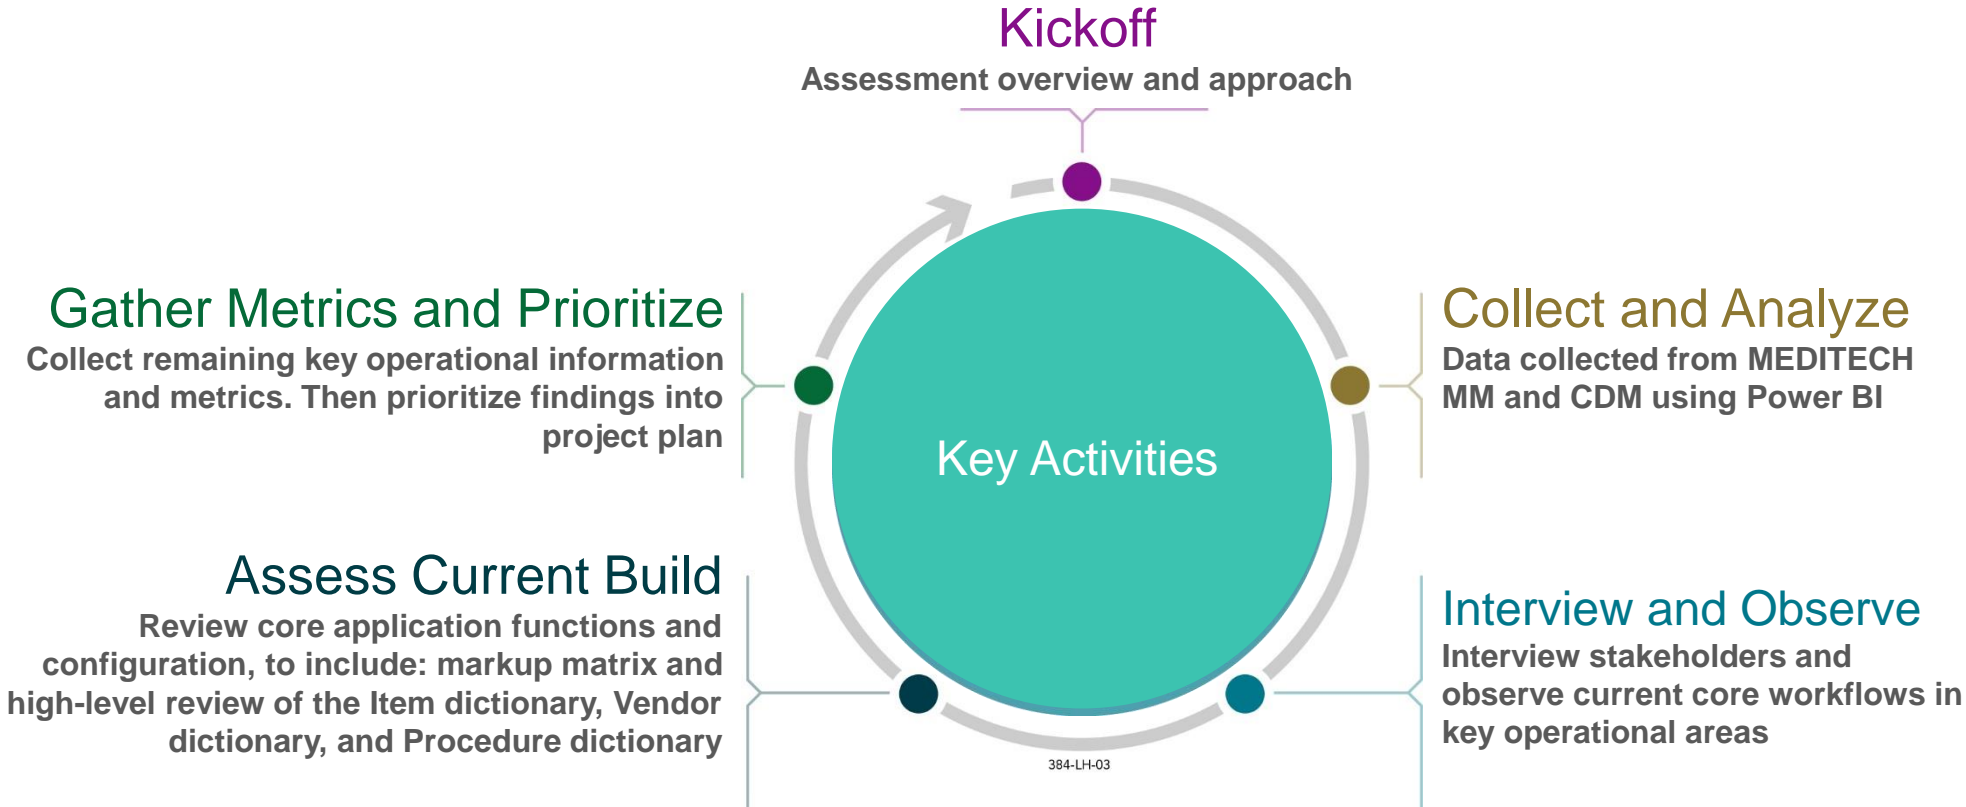 Kickoff
Assessment overview and approach
Collect and Analyze
Data collected from MEDITECH
MM and CDM using Power BI
Interview and Observe
Interview stakeholders and
observe current core workflows in
key operational areas
Assess Current Build
Review core application functions and
configuration, to include: markup matrix and
high-level review of the Item dictionary, Vendor
dictionary, and Procedure dictionary
Gather Metrics and Prioritize
Collect remaining key operational information
and metrics. Then prioritize findings into
project plan
Key Activities
384-LH-03